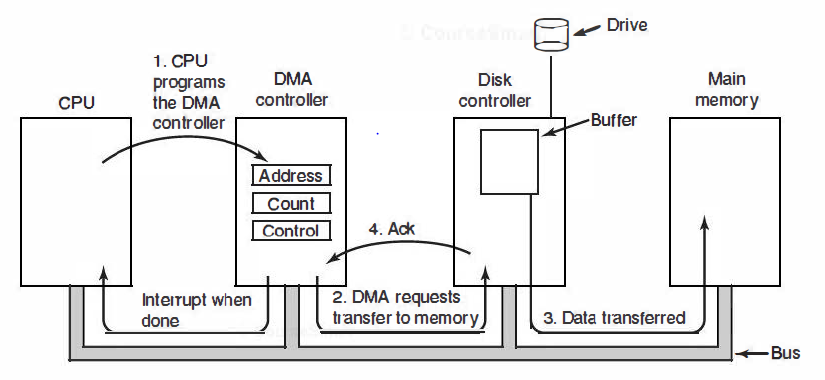 Drive
1. CPU
programs
the DMA
controller
CPU
DMA
controller
Disk
controller
Main
memory
Buffer
Address
Count
Control
4. Ack
Interrupt when
done
2. DMA requests
transfer to memory
3. Data transferred
Bus